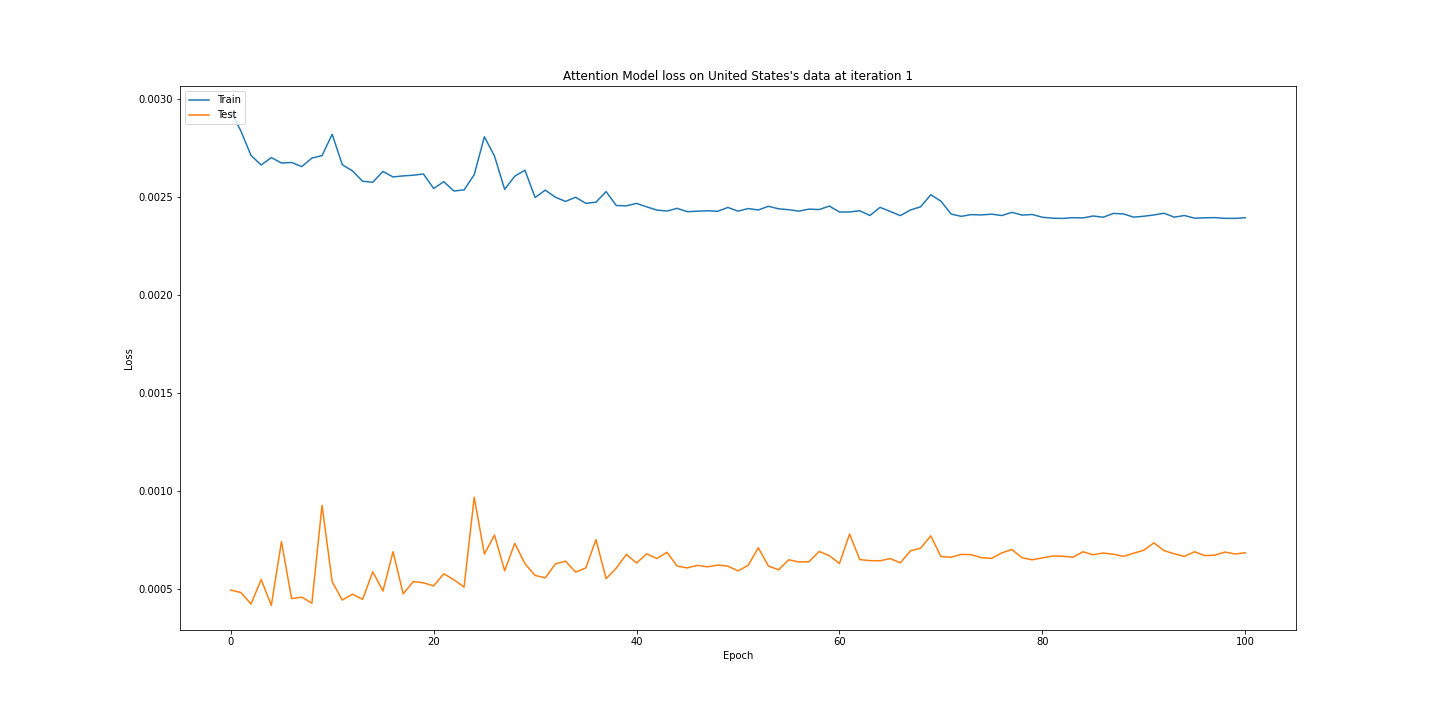 Attention Model loss on United States's data at iteration 1
Train
Test
0.0030
0.0025
0.0020
0.0015
0.0010
0.0005
Loss
0 20 40 60 80 100
Epoch